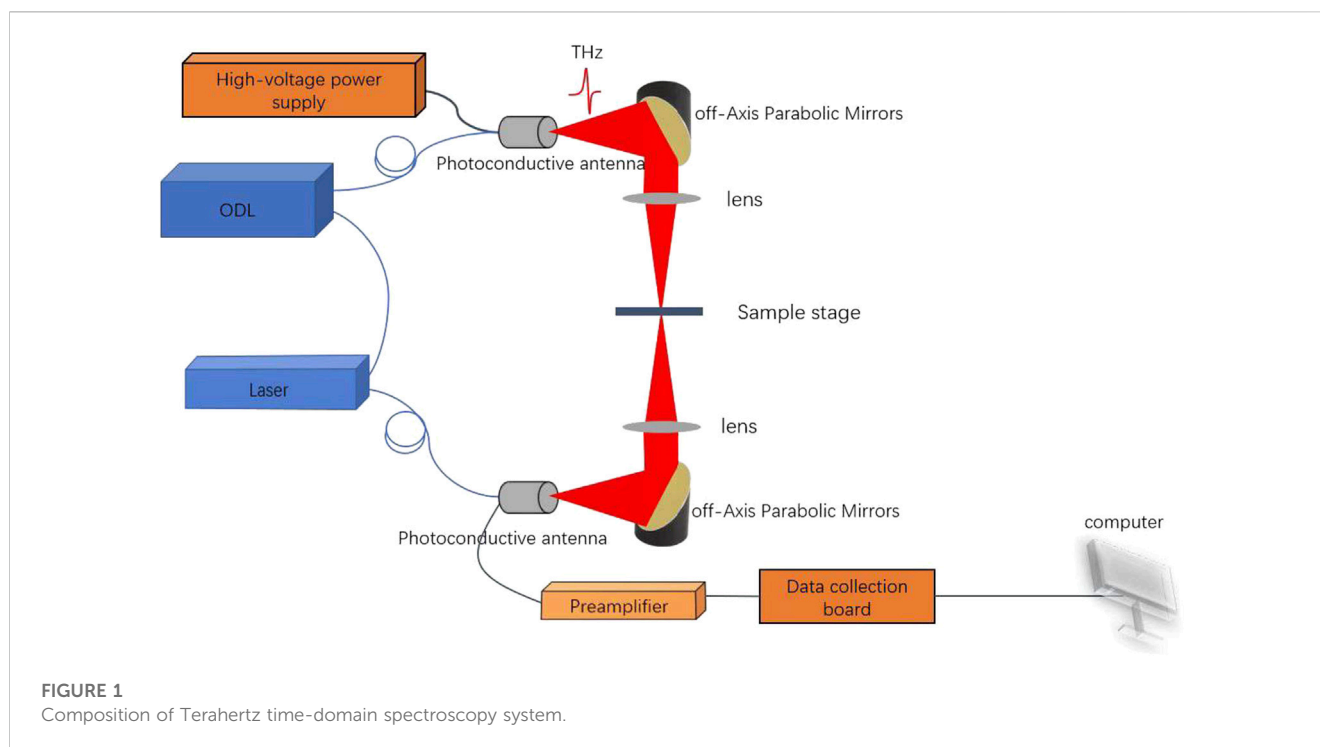 THz
High-voltage power
supply
off-Axis Parabolic Mirrors
Photoconductive antenna
ODL
lens
Sample stage
Laser
lens
off-Axis Parabolic Mirrors
Photoconductive antenna
computer
Preamplifier
Data collection
board
FIGURE 1
Composition of Terahertz time-domain spectroscopy system.